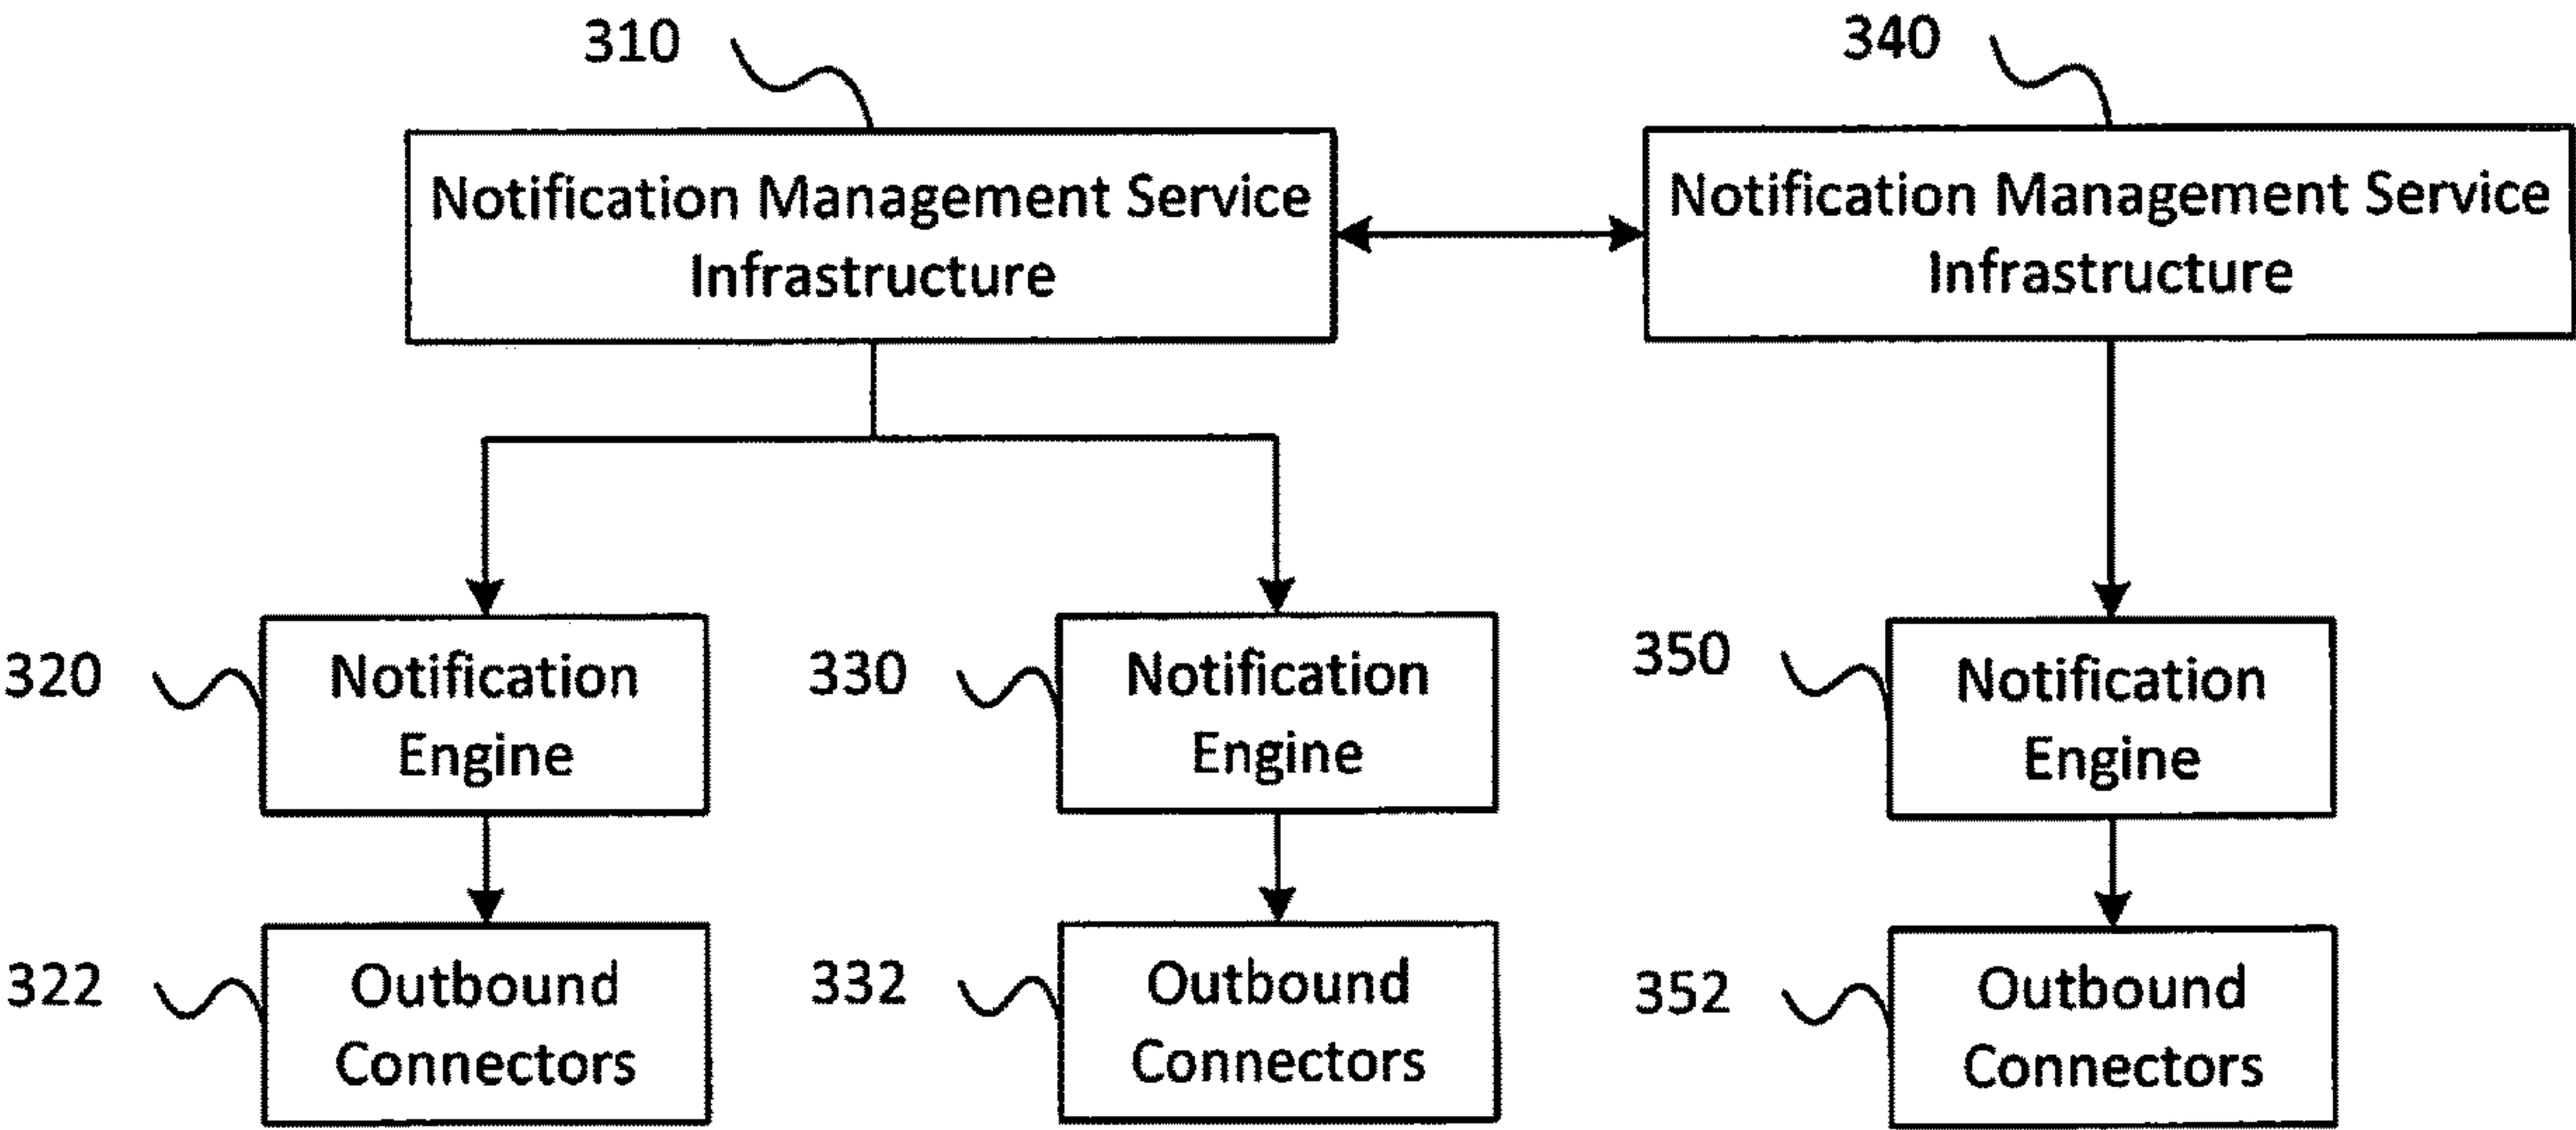 310
340
Notification Management Service
Infrastructure
Notification Management Service
Infrastructure
320
Notification
Engine
330
Notification
Engine
350
Notification
Engine
322
Outbound
Connectors
332
Outbound
Connectors
352
Outbound
Connectors